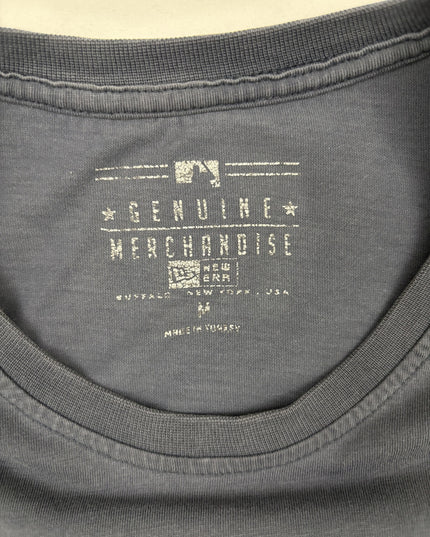 GENUINE
MERCHANDISE
NEW
ERA
BUFFALO, NEW YORK, USA
M
MADE IN TURKEY